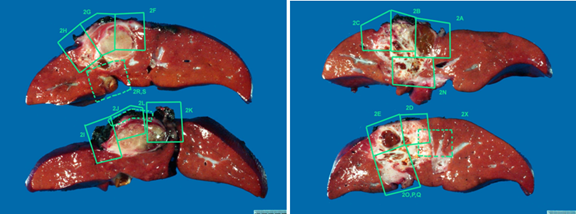 2G 2F
2H
2R,S
2J 2L 2K
2I
2C 2B 2A
2N
2E 2D 2X
2O,P,Q